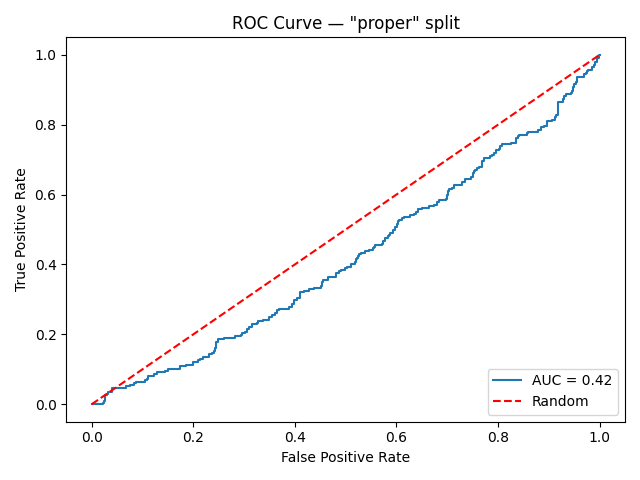 ROC Curve — "proper" split
True Positive Rate
1.0
0.8
0.6
0.4
0.2
0.0
0.0 0.2 0.4 0.6 0.8 1.0
False Positive Rate
AUC = 0.42
Random